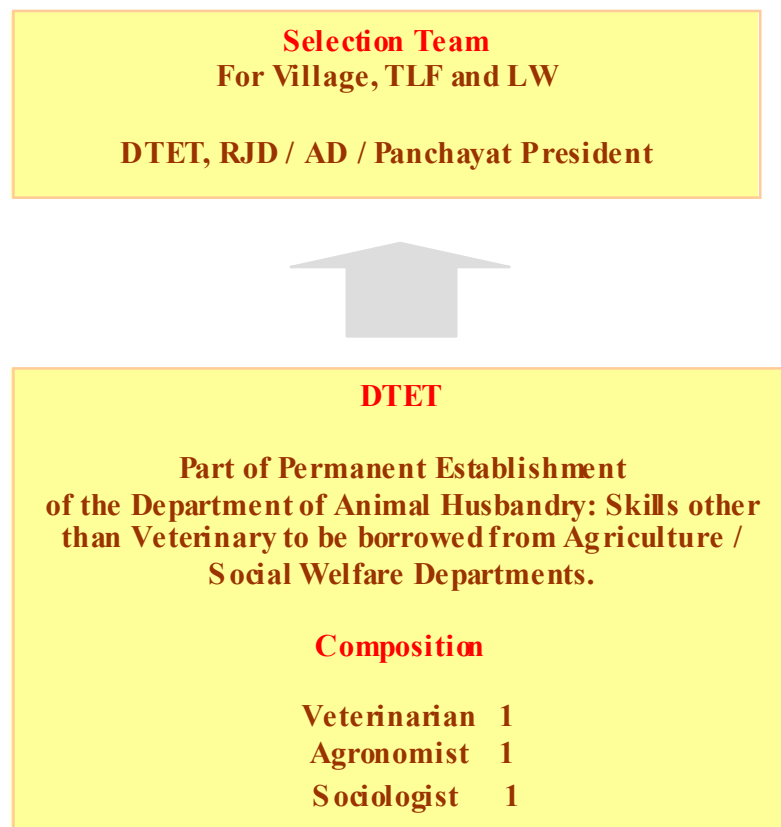 Selection Team
For Village, TLF and LW
DTET, RJD / AD / Panchayat President
DTET
Part of Permanent Establishment
of the Department of Animal Husbandry: Skills other
than Veterinary to be borrowed from Agriculture /
Social Welfare Departments.
Composition
Veterinarian 1
Agronomist 1
Sociologist 1